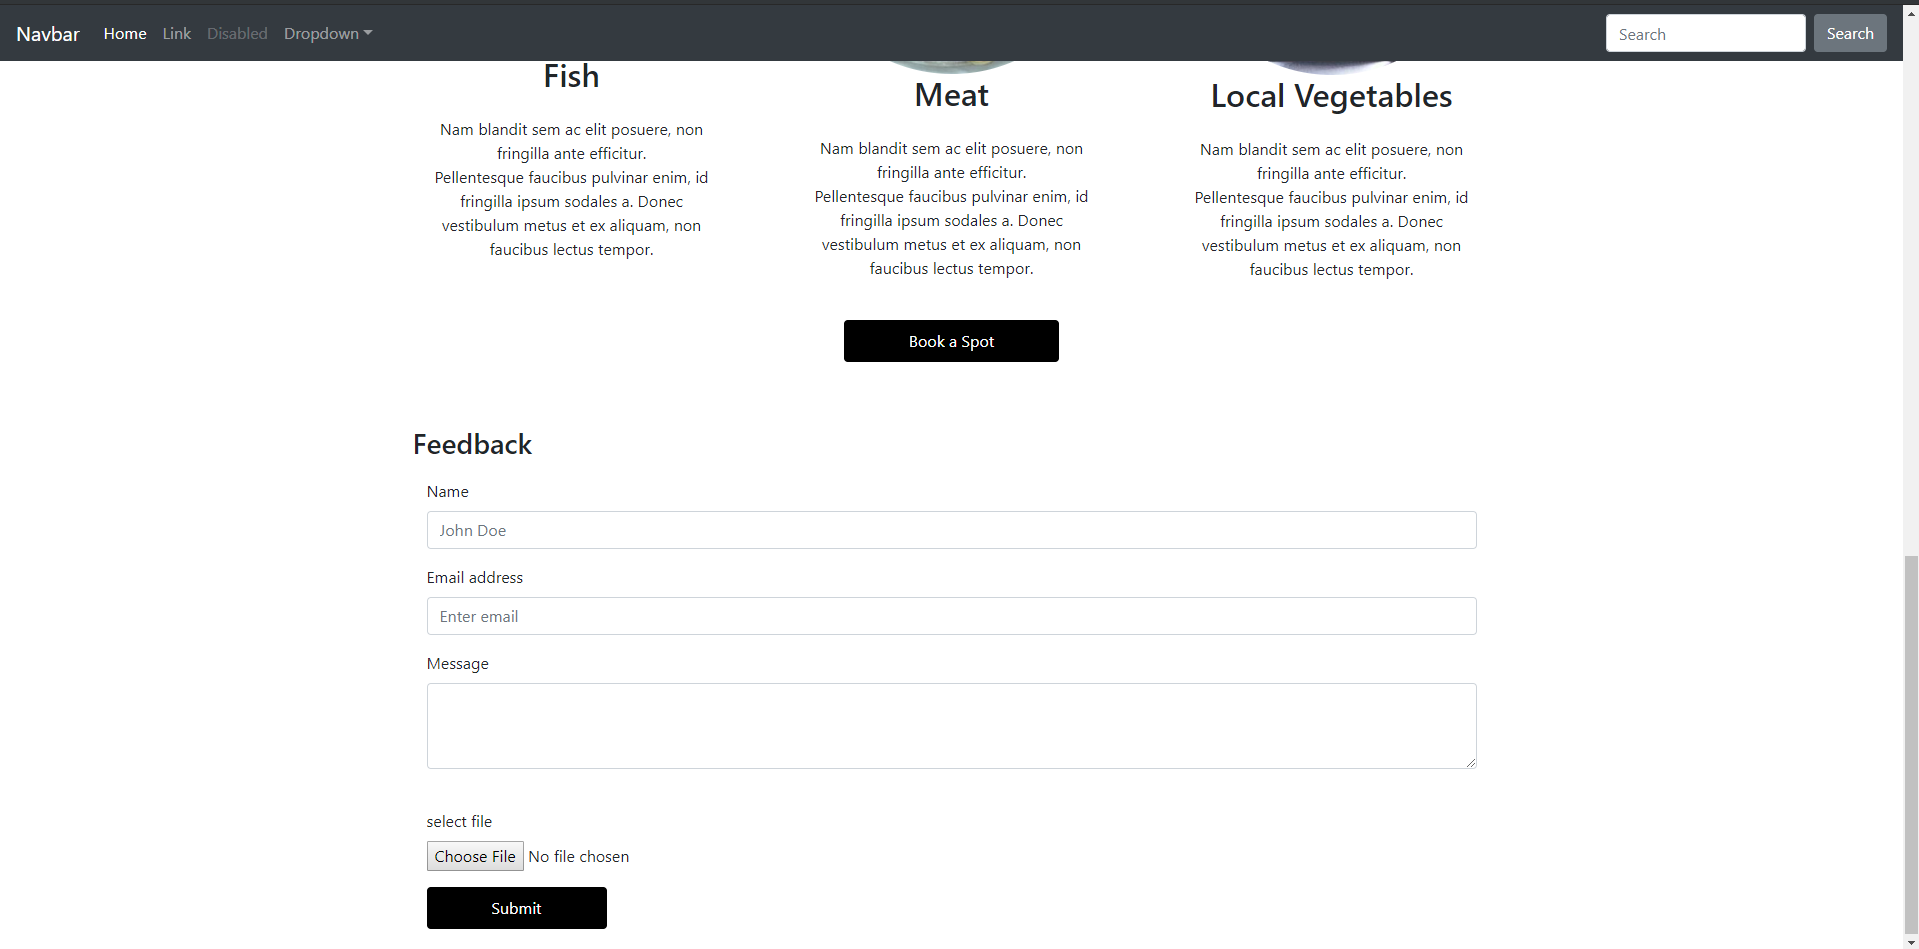 Navbar Home Link Disabled Dropdown Search Search
Fish
Nam blandit sem ac elit posuere, non
fringilla ante efficitur.
Pellentesque faucibus pulvinar enim, id
fringilla ipsum sodales a. Donec
vestibulum metus et ex aliquam, non
faucibus lectus tempor.
Meat
Nam blandit sem ac elit posuere, non
fringilla ante efficitur.
Pellentesque faucibus pulvinar enim, id
fringilla ipsum sodales a. Donec
vestibulum metus et ex aliquam, non
faucibus lectus tempor.
Local Vegetables
Nam blandit sem ac elit posuere, non
fringilla ante efficitur.
Pellentesque faucibus pulvinar enim, id
fringilla ipsum sodales a. Donec
vestibulum metus et ex aliquam, non
faucibus lectus tempor.
Book a Spot
Feedback
Name
John Doe
Email address
Enter email
Message
select file
Choose File No file chosen
Submit